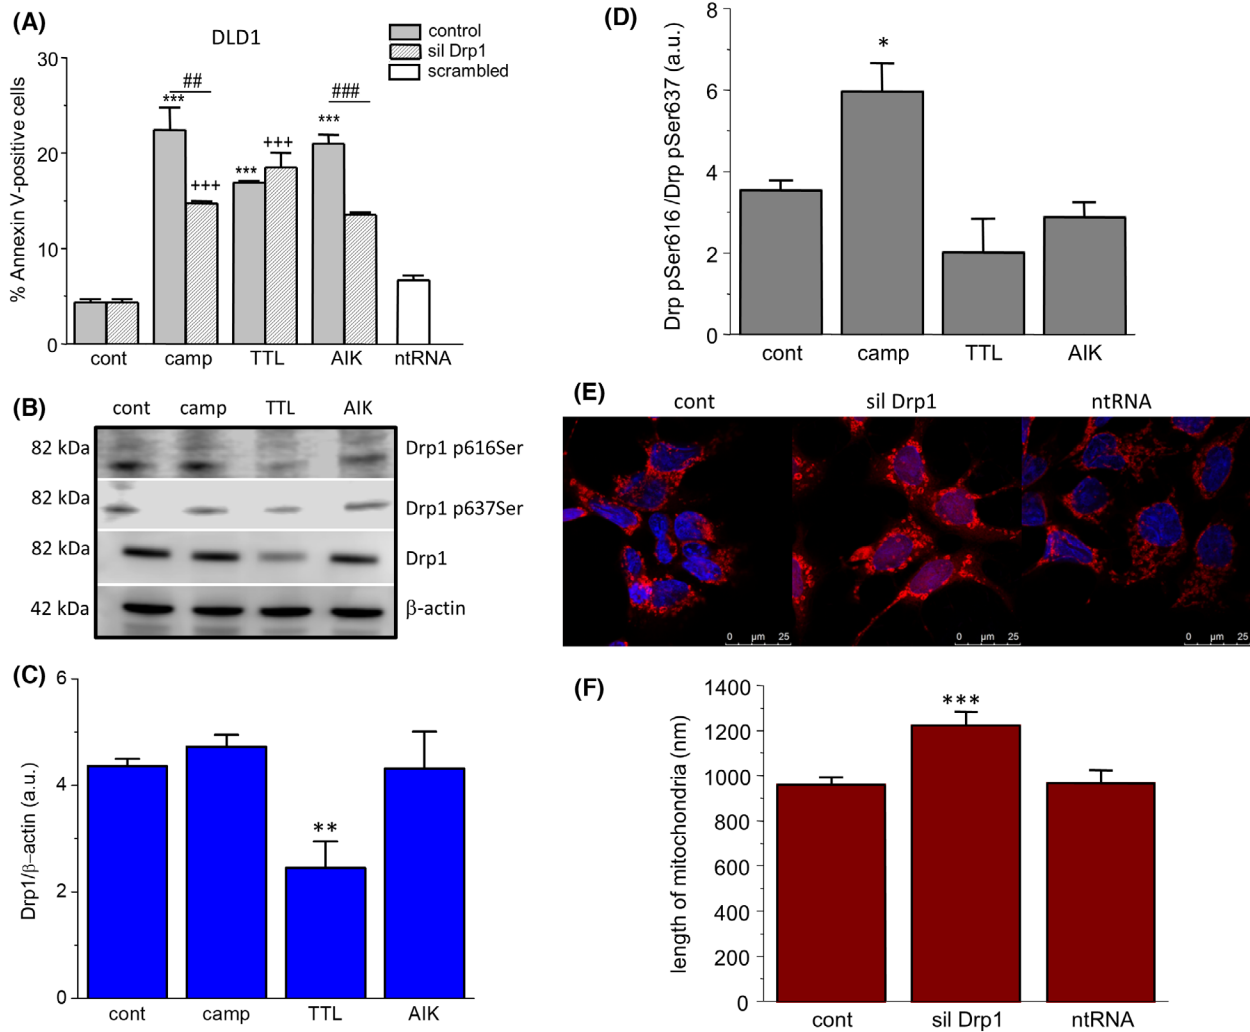 (A)
DLD1
control
sil Drp1
scrambled
% Annexin V-positive cells
30
20
10
0
***
##
+++
***
+++
***
###
cont camp TTL AIK ntRNA
(B)
cont camp TTL AIK
82 kDa Drp1 p616Ser
82 kDa Drp1 p637Ser
82 kDa Drp1
42 kDa β-actin
(C)
Drp1/β–actin (a.u.)
6
4
2
0
**
cont camp TTL AIK
(D)
Drp pSer616 /Drp pSer637 (a.u.)
8
6
4
2
0
*
cont camp TTL AIK
(E)
cont sil Drp1 ntRNA
0 µm 25 0 µm 25 0 µm 25
(F)
length of mitochondria (nm)
1400
1200
1000
800
600
400
200
0
***
cont sil Drp1 ntRNA